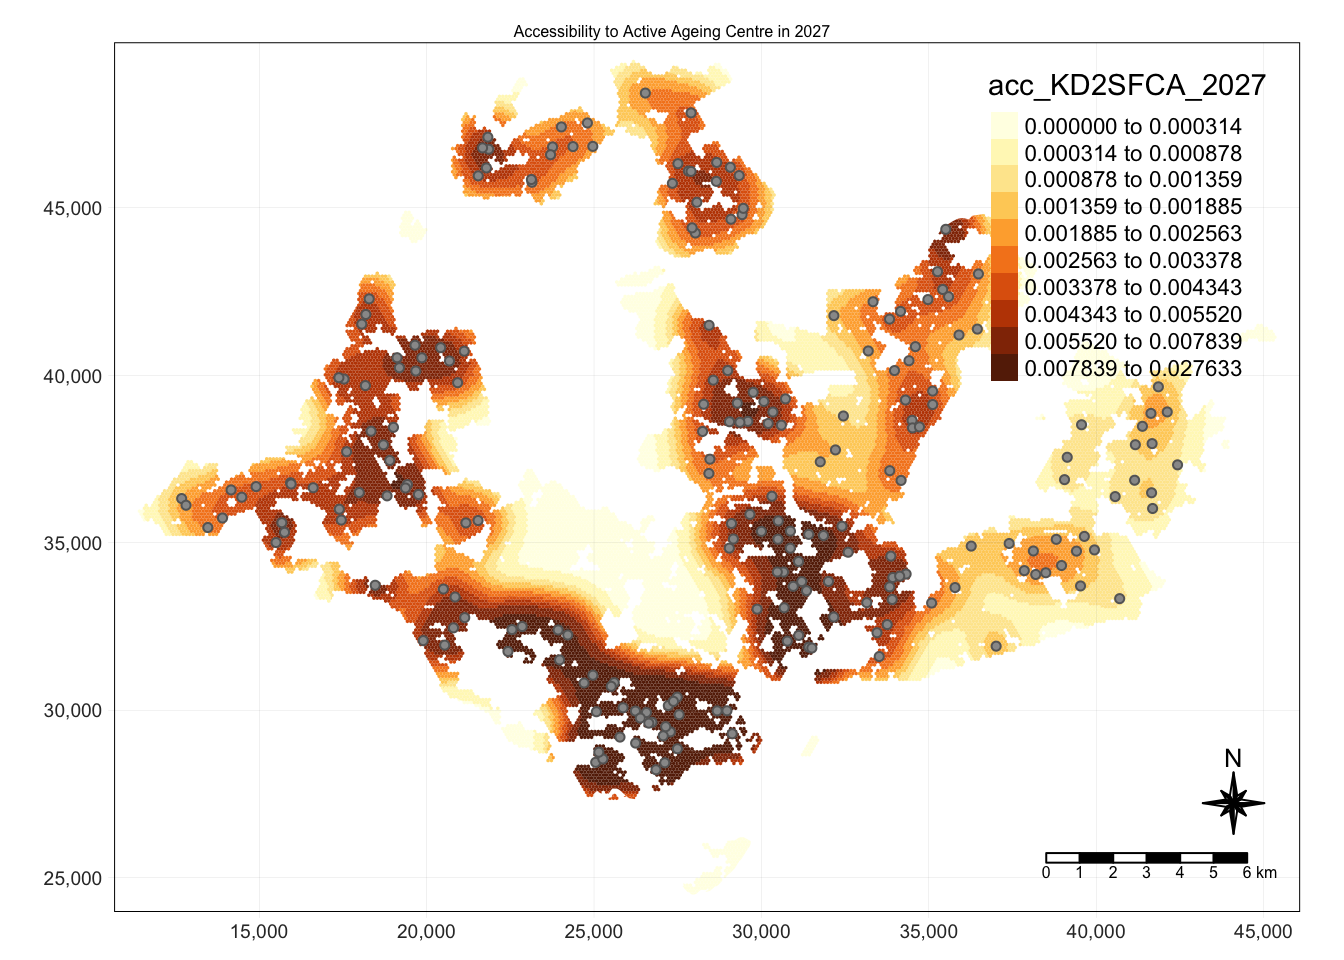 Accessibility to Active Ageing Centre in 2027
acc_KD2SFCA_2027
0.000000 to 0.000314
0.000314 to 0.000878
0.000878 to 0.001359
0.001359 to 0.001885
0.001885 to 0.002563
0.002563 to 0.003378
0.003378 to 0.004343
0.004343 to 0.005520
0.005520 to 0.007839
0.007839 to 0.027633
45,000
40,000
35,000
30,000
25,000
N
0 1 2 3 4 5 6 km
15,000 20,000 25,000 30,000 35,000 40,000 45,000